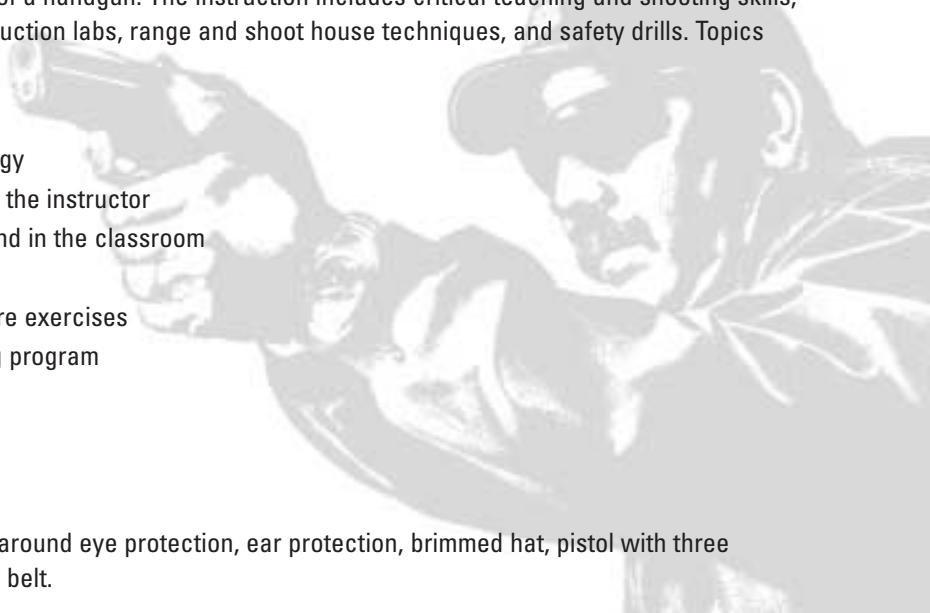 of a handgun. The instruction includes critical teaching and shooting skills,
uction labs, range and shoot house techniques, and safety drills. Topics
gy
the instructor
nd in the classroom
re exercises
g program
around eye protection, ear protection, brimmed hat, pistol with three
belt.